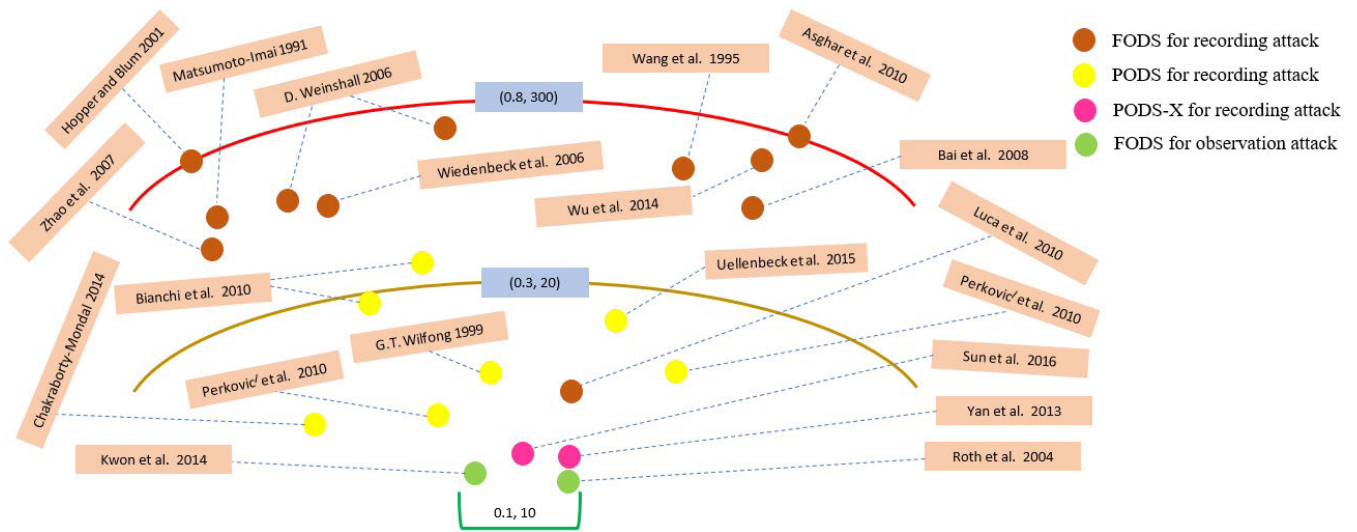 Hopper and Blum 2001
Matsumoto-Imai 1991
D. Weinshall 2006
(0.8, 300)
Wang et al. 1995
Asghar et al. 2010
FODS for recording attack
PODS for recording attack
PODS-X for recording attack
FODS for observation attack
Zhao et al. 2007
Wiedenbeck et al. 2006
Wu et al. 2014
Bai et al. 2008
Luca et al. 2010
Bianchi et al. 2010
(0.3, 20)
Uellenbeck et al. 2015
Perkovic/ et al. 2010
Chakraborty-Mondal 2014
G.T. Wilfong 1999
Sun et al. 2016
Perkovic/ et al. 2010
Yan et al. 2013
Kwon et al. 2014
Roth et al. 2004
0.1, 10